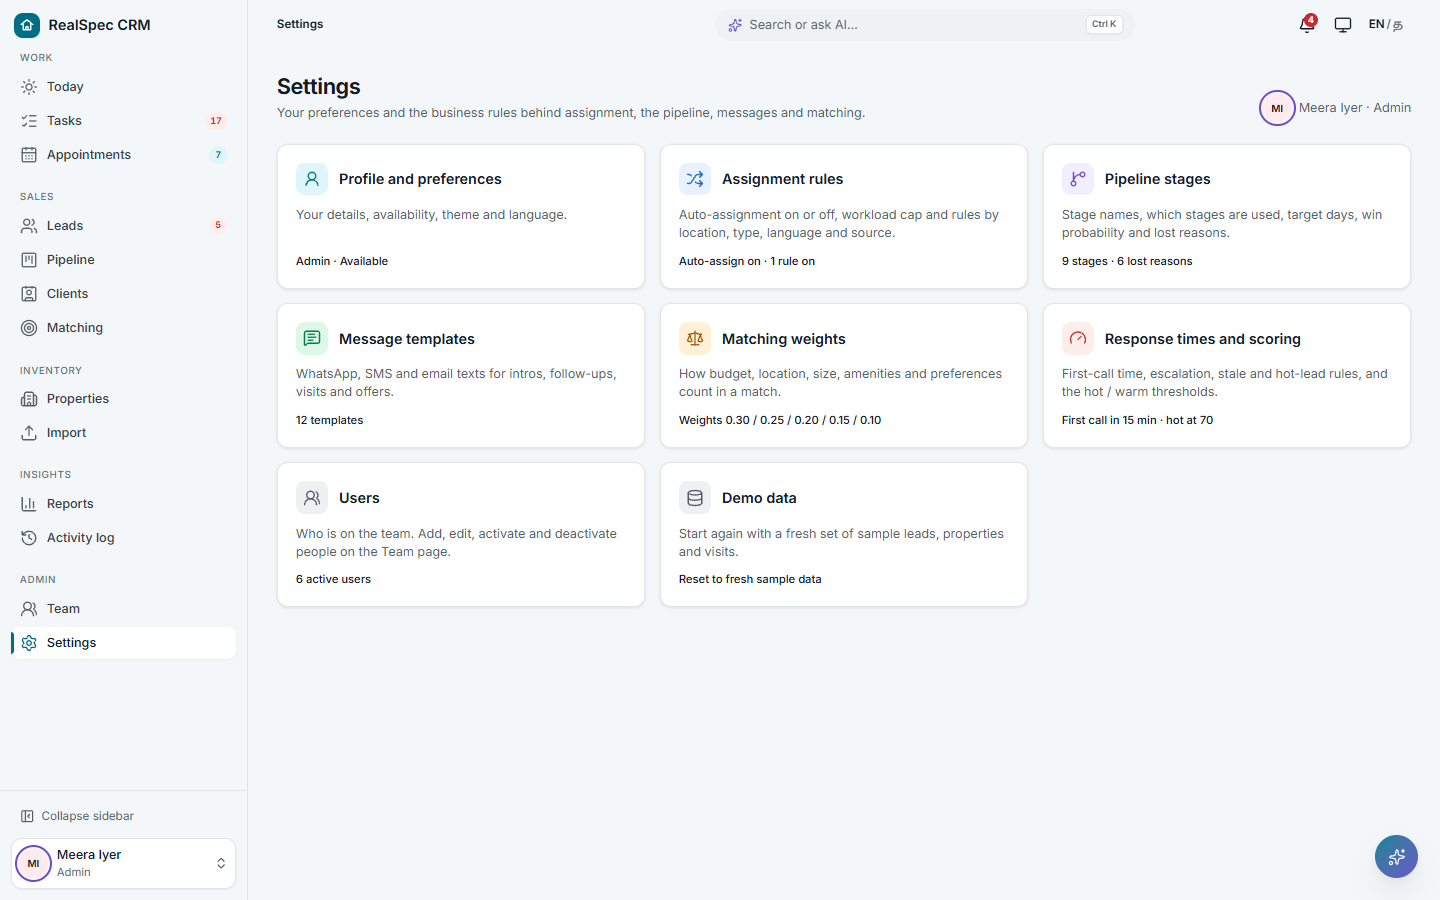 RealSpec CRM
WORK
Today
Tasks 17
Appointments 7
SALES
Leads 5
Pipeline
Clients
Matching
INVENTORY
Properties
Import
INSIGHTS
Reports
Activity log
ADMIN
Team
Settings
Collapse sidebar
MI
Meera Iyer
Admin
Settings
Search or ask AI...
Ctrl K
4
EN / த
Settings
Your preferences and the business rules behind assignment, the pipeline, messages and matching.
MI Meera Iyer · Admin
Profile and preferences
Your details, availability, theme and language.
Admin · Available
Assignment rules
Auto-assignment on or off, workload cap and rules by
location, type, language and source.
Auto-assign on · 1 rule on
Pipeline stages
Stage names, which stages are used, target days, win
probability and lost reasons.
9 stages · 6 lost reasons
Message templates
WhatsApp, SMS and email texts for intros, follow-ups,
visits and offers.
12 templates
Matching weights
How budget, location, size, amenities and preferences
count in a match.
Weights 0.30 / 0.25 / 0.20 / 0.15 / 0.10
Response times and scoring
First-call time, escalation, stale and hot-lead rules, and
the hot / warm thresholds.
First call in 15 min · hot at 70
Users
Who is on the team. Add, edit, activate and deactivate
people on the Team page.
6 active users
Demo data
Start again with a fresh set of sample leads, properties
and visits.
Reset to fresh sample data